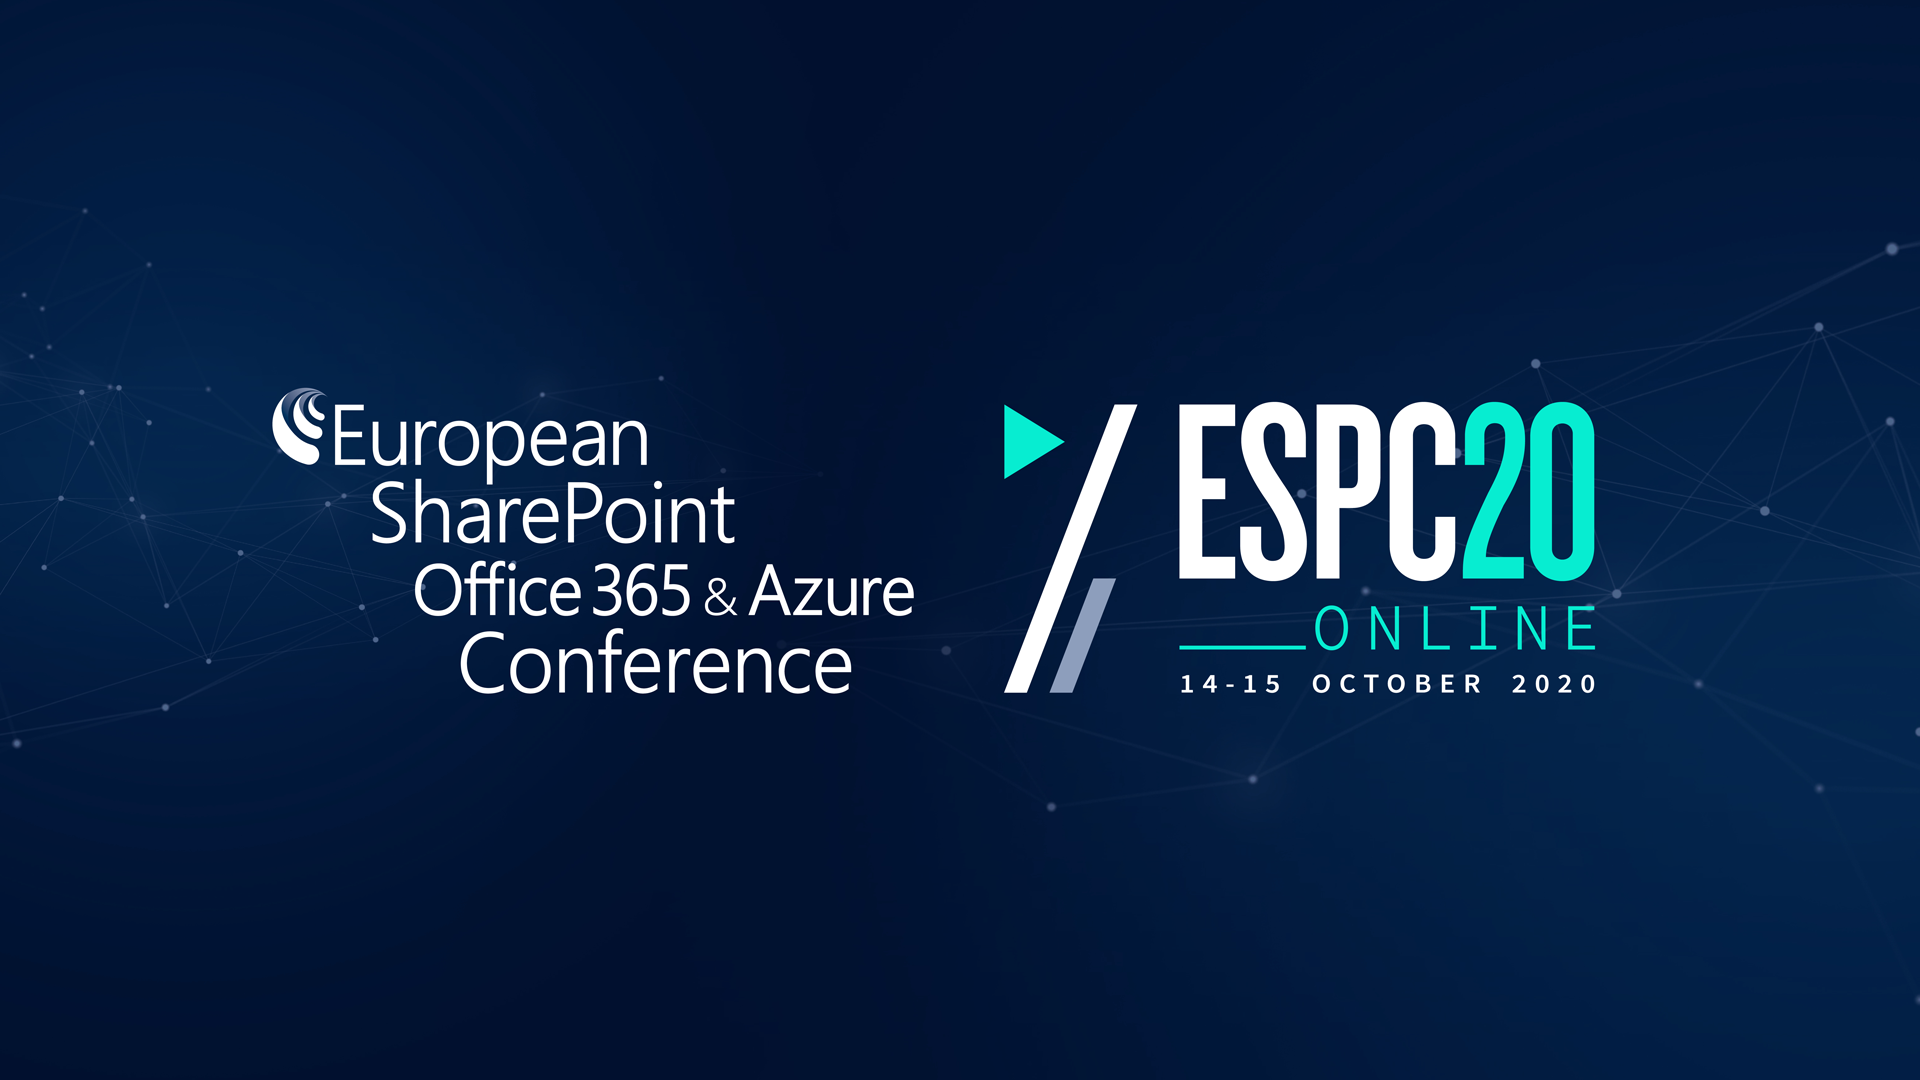 European
SharePoint
Office 365 & Azure
Conference
ESPC20
ONLINE
14-15 OCTOBER 2020